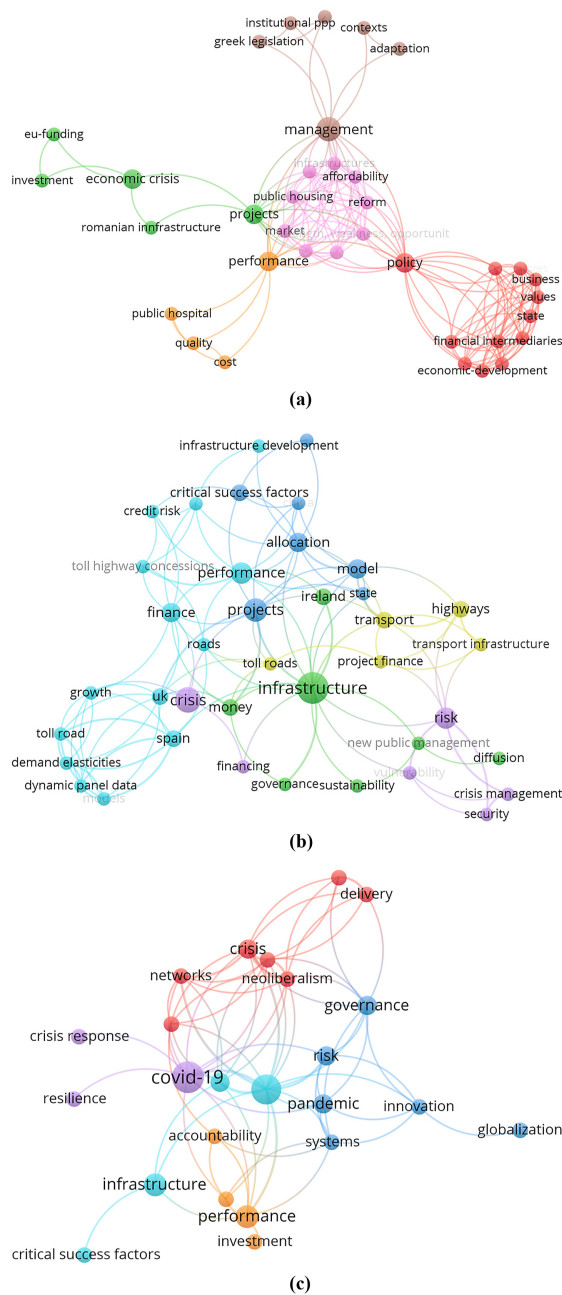 institutional ppp
contexts
greek legislation
adaptation
management
eu-funding
infrastructures
affordability
investment
economic crisis
public housing
reform
projects
romanian innfrastructure
market
strength, weakness, opportunit
performance
policy
business
values
public hospital
state
quality
financial intermediaries
cost
economic-development
(a)
infrastructure development
critical success factors
credit risk
allocation
toll highway concessions
performance
model
ireland
state
finance
projects
highways
transport
roads
transport infrastructure
toll roads
project finance
infrastructure
growth
uk
crisis
money
risk
toll road
spain
new public management
demand elasticities
financing
diffusion
vulnerability
dynamic panel data
governance
sustainability
crisis management
models
security
(b)
delivery
crisis
networks
neoliberalism
governance
crisis response
risk
covid-19
resilience
pandemic
innovation
globalization
accountability
systems
infrastructure
performance
investment
critical success factors
(c)